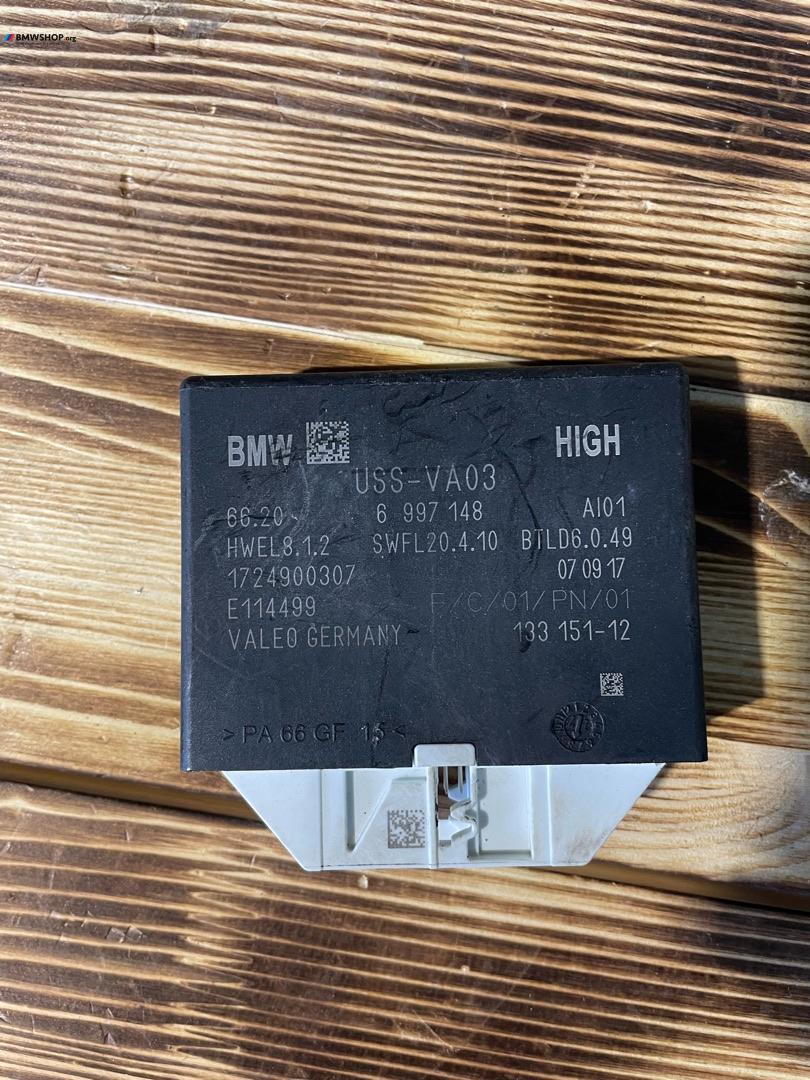 BMWSHOP.org
BMW HIGH
USS-VA03
66.20 6 997 148 AI01
HWEL8.1.2 SWFL20.4.10 BTLD6.0.49
1724900307 07 09 17
E114499 F/C/01/PN/01
VALEO GERMANY 133 151-12
> PA 66 GF 15 <